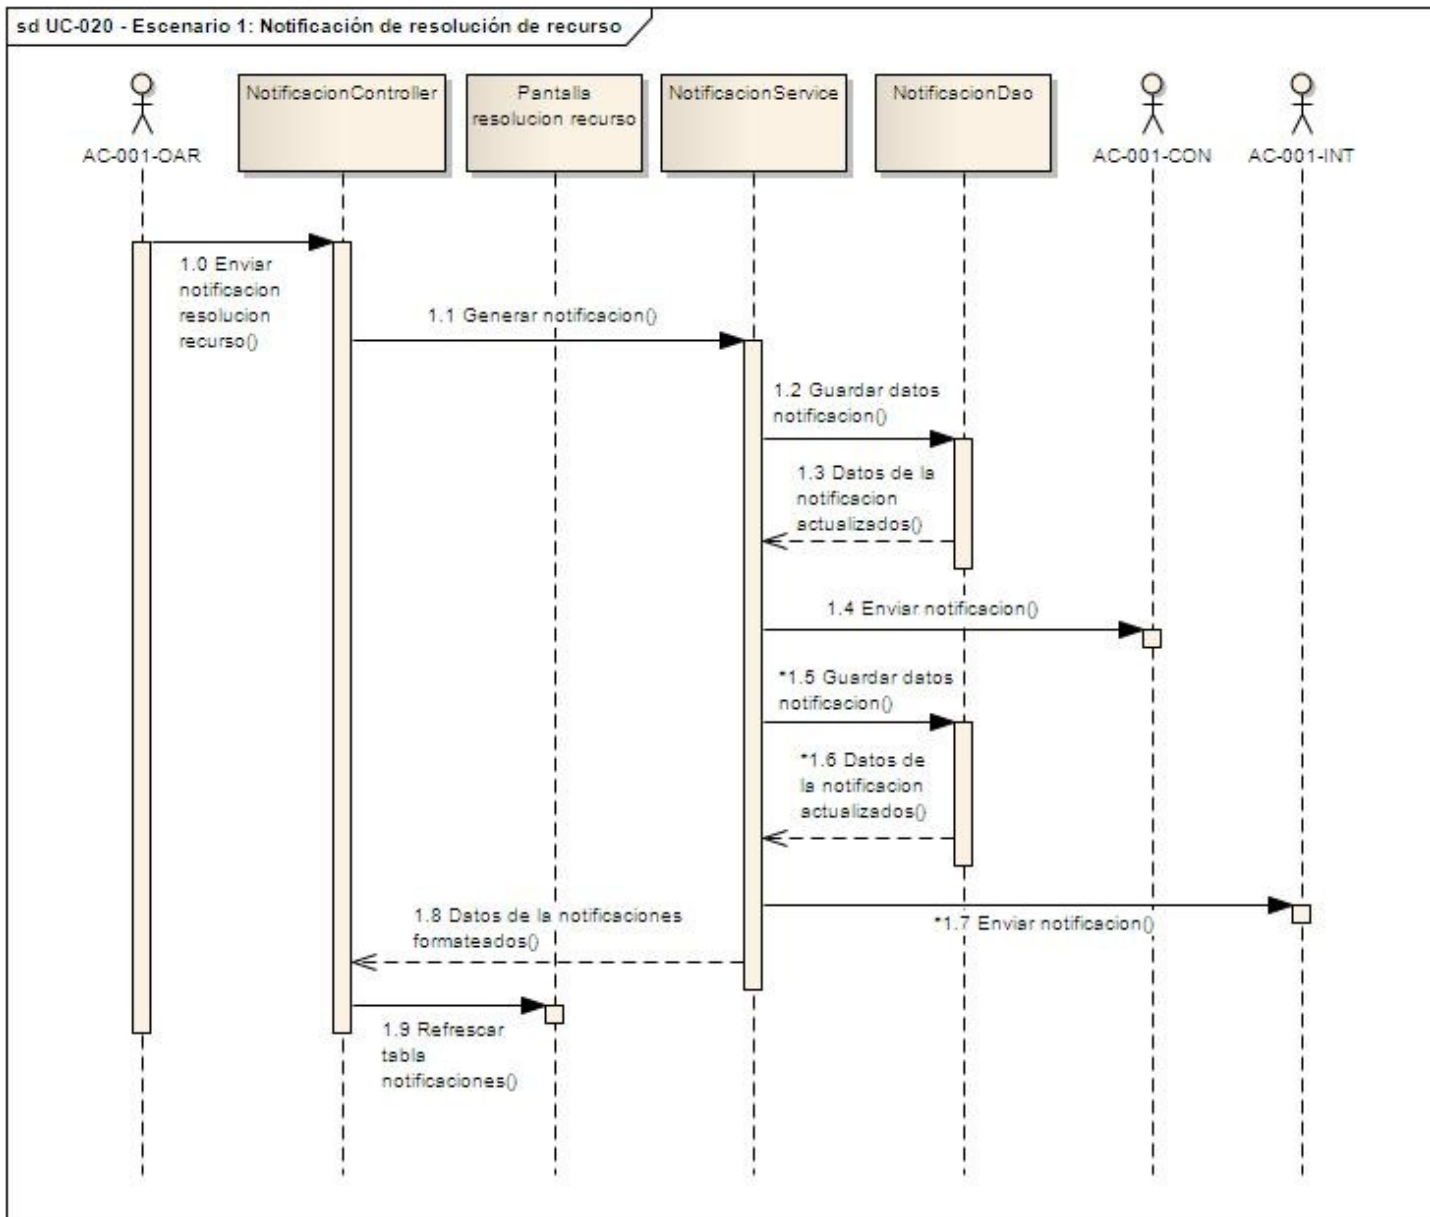 sd UC-020 - Escenario 1: Notificación de resolución de recurso
AC-001-OAR
NotificacionController
Pantalla
resolucion recurso
NotificacionService
NotificacionDao
AC-001-CON
AC-001-INT
1.0 Enviar
notificacion
resolucion
recurso()
1.1 Generar notificacion()
1.2 Guardar datos
notificacion()
1.3 Datos de la
notificacion
actualizados()
1.4 Enviar notificacion()
*1.5 Guardar datos
notificacion()
*1.6 Datos de
la notificacion
actualizados()
*1.7 Enviar notificacion()
1.8 Datos de la notificaciones
formateados()
1.9 Refrescar
tabla
notificaciones()